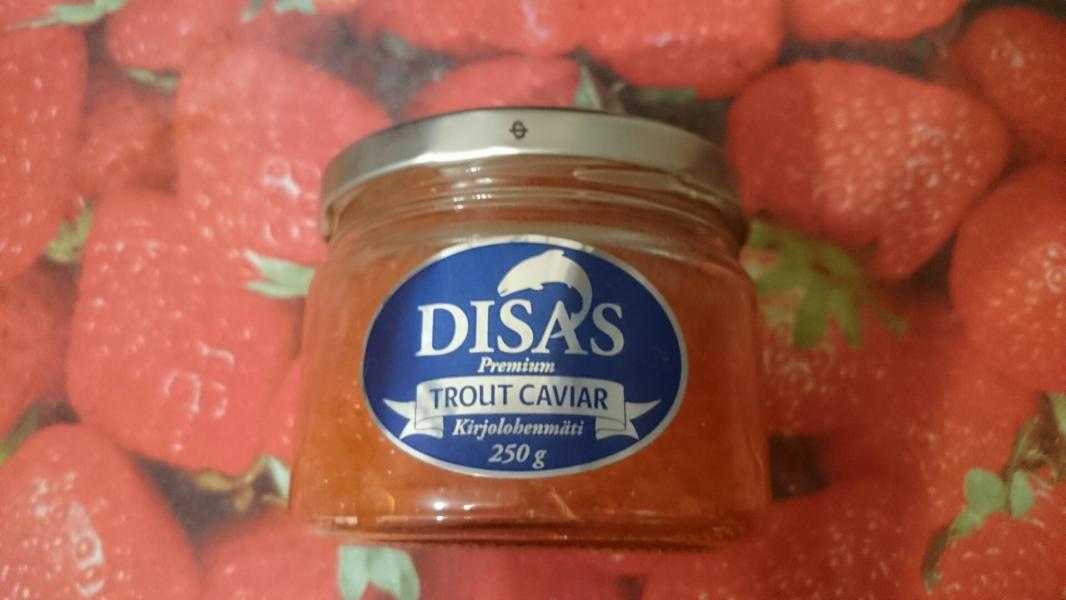 DISAS
Premium
TROUT CAVIAR
Kirjolohenmäti
250 g